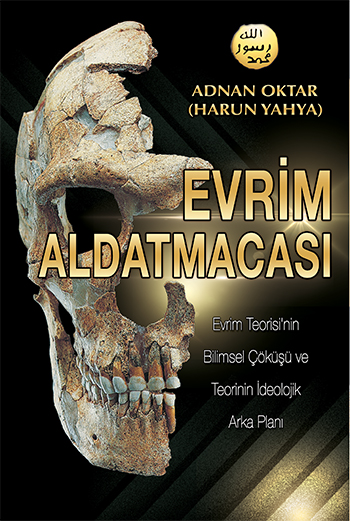 الله
رسول
محمد
ADNAN OKTAR
(HARUN YAHYA)
EVRİM
ALDATMACASI
Evrim Teorisi'nin
Bilimsel Çöküşü ve
Teorinin İdeolojik
Arka Planı